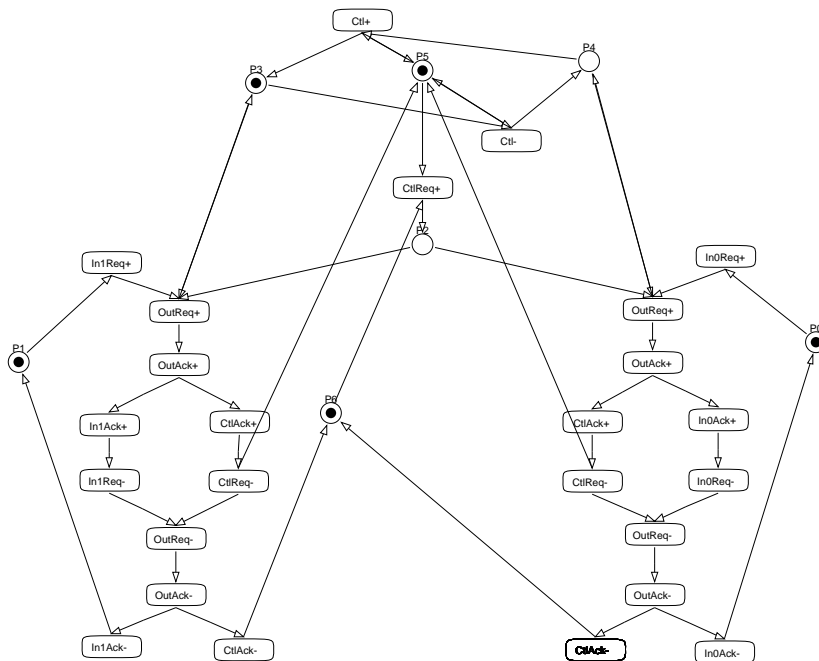 Ctl+
P3
P5
P4
Ctl-
CtlReq+
P2
In1Req+
In0Req+
OutReq+
OutReq+
P1
P0
OutAck+
OutAck+
P6
In1Ack+
CtlAck+
CtlAck+
In0Ack+
In1Req-
CtlReq-
CtlReq-
In0Req-
OutReq-
OutReq-
OutAck-
OutAck-
In1Ack-
CtlAck-
CtlAck-
In0Ack-